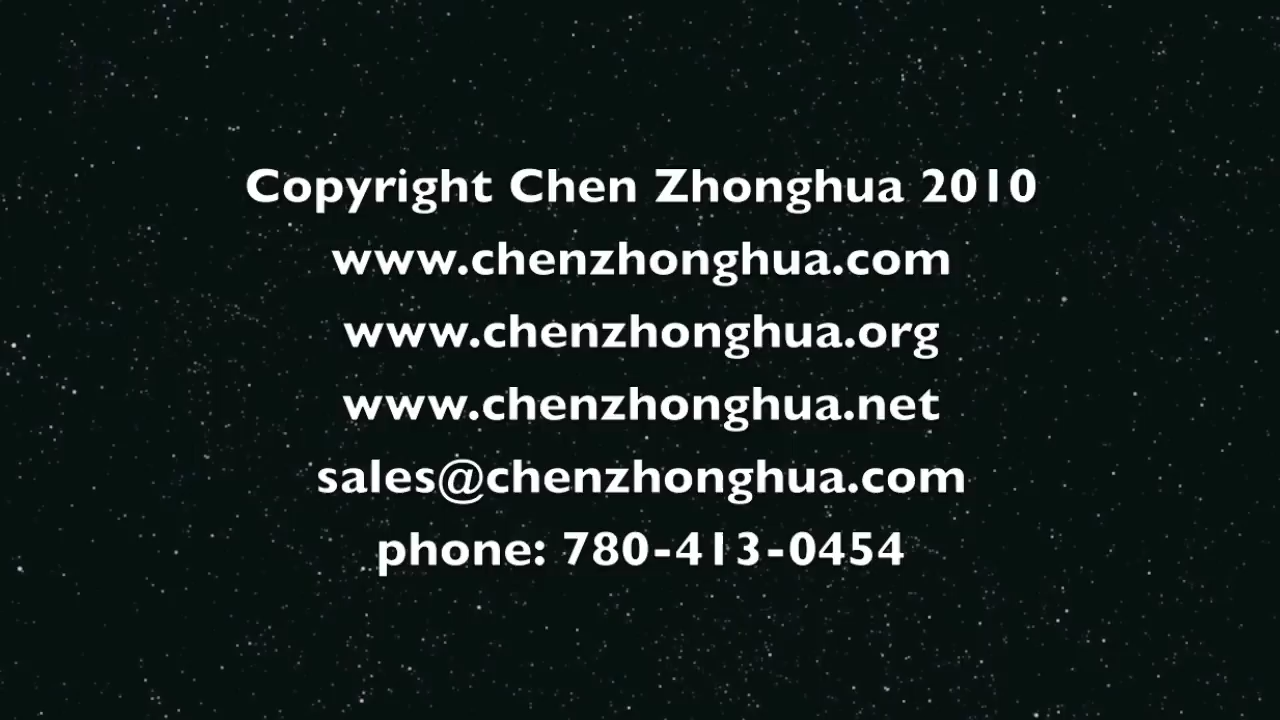 Copyright Chen Zhonghua 2010
www.chenzhonghua.com
www.chenzhonghua.org
www.chenzhonghua.net
sales@chenzhonghua.com
phone: 780-413-0454